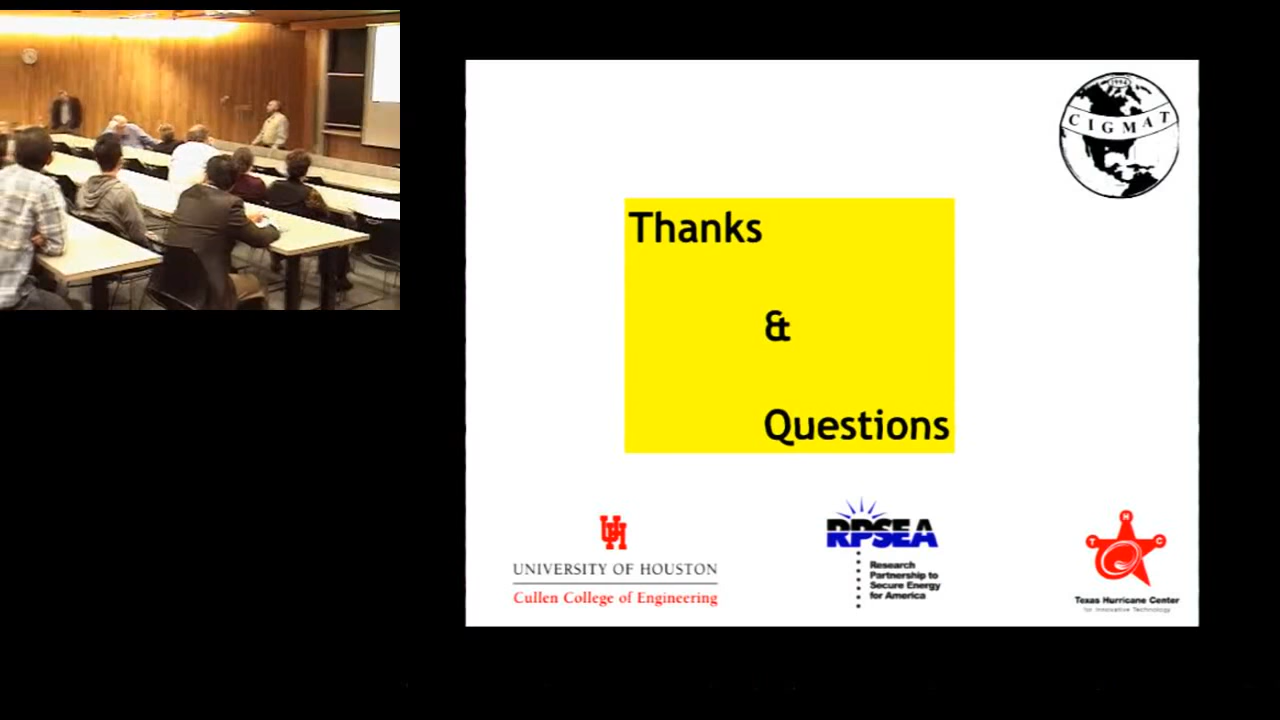 1984
CIGMAT
Thanks
&
Questions
UH
UNIVERSITY OF HOUSTON
Cullen College of Engineering
RPSEA
Research
Partnership to
Secure Energy
for America
H
T C
Texas Hurricane Center
for Innovative Technology